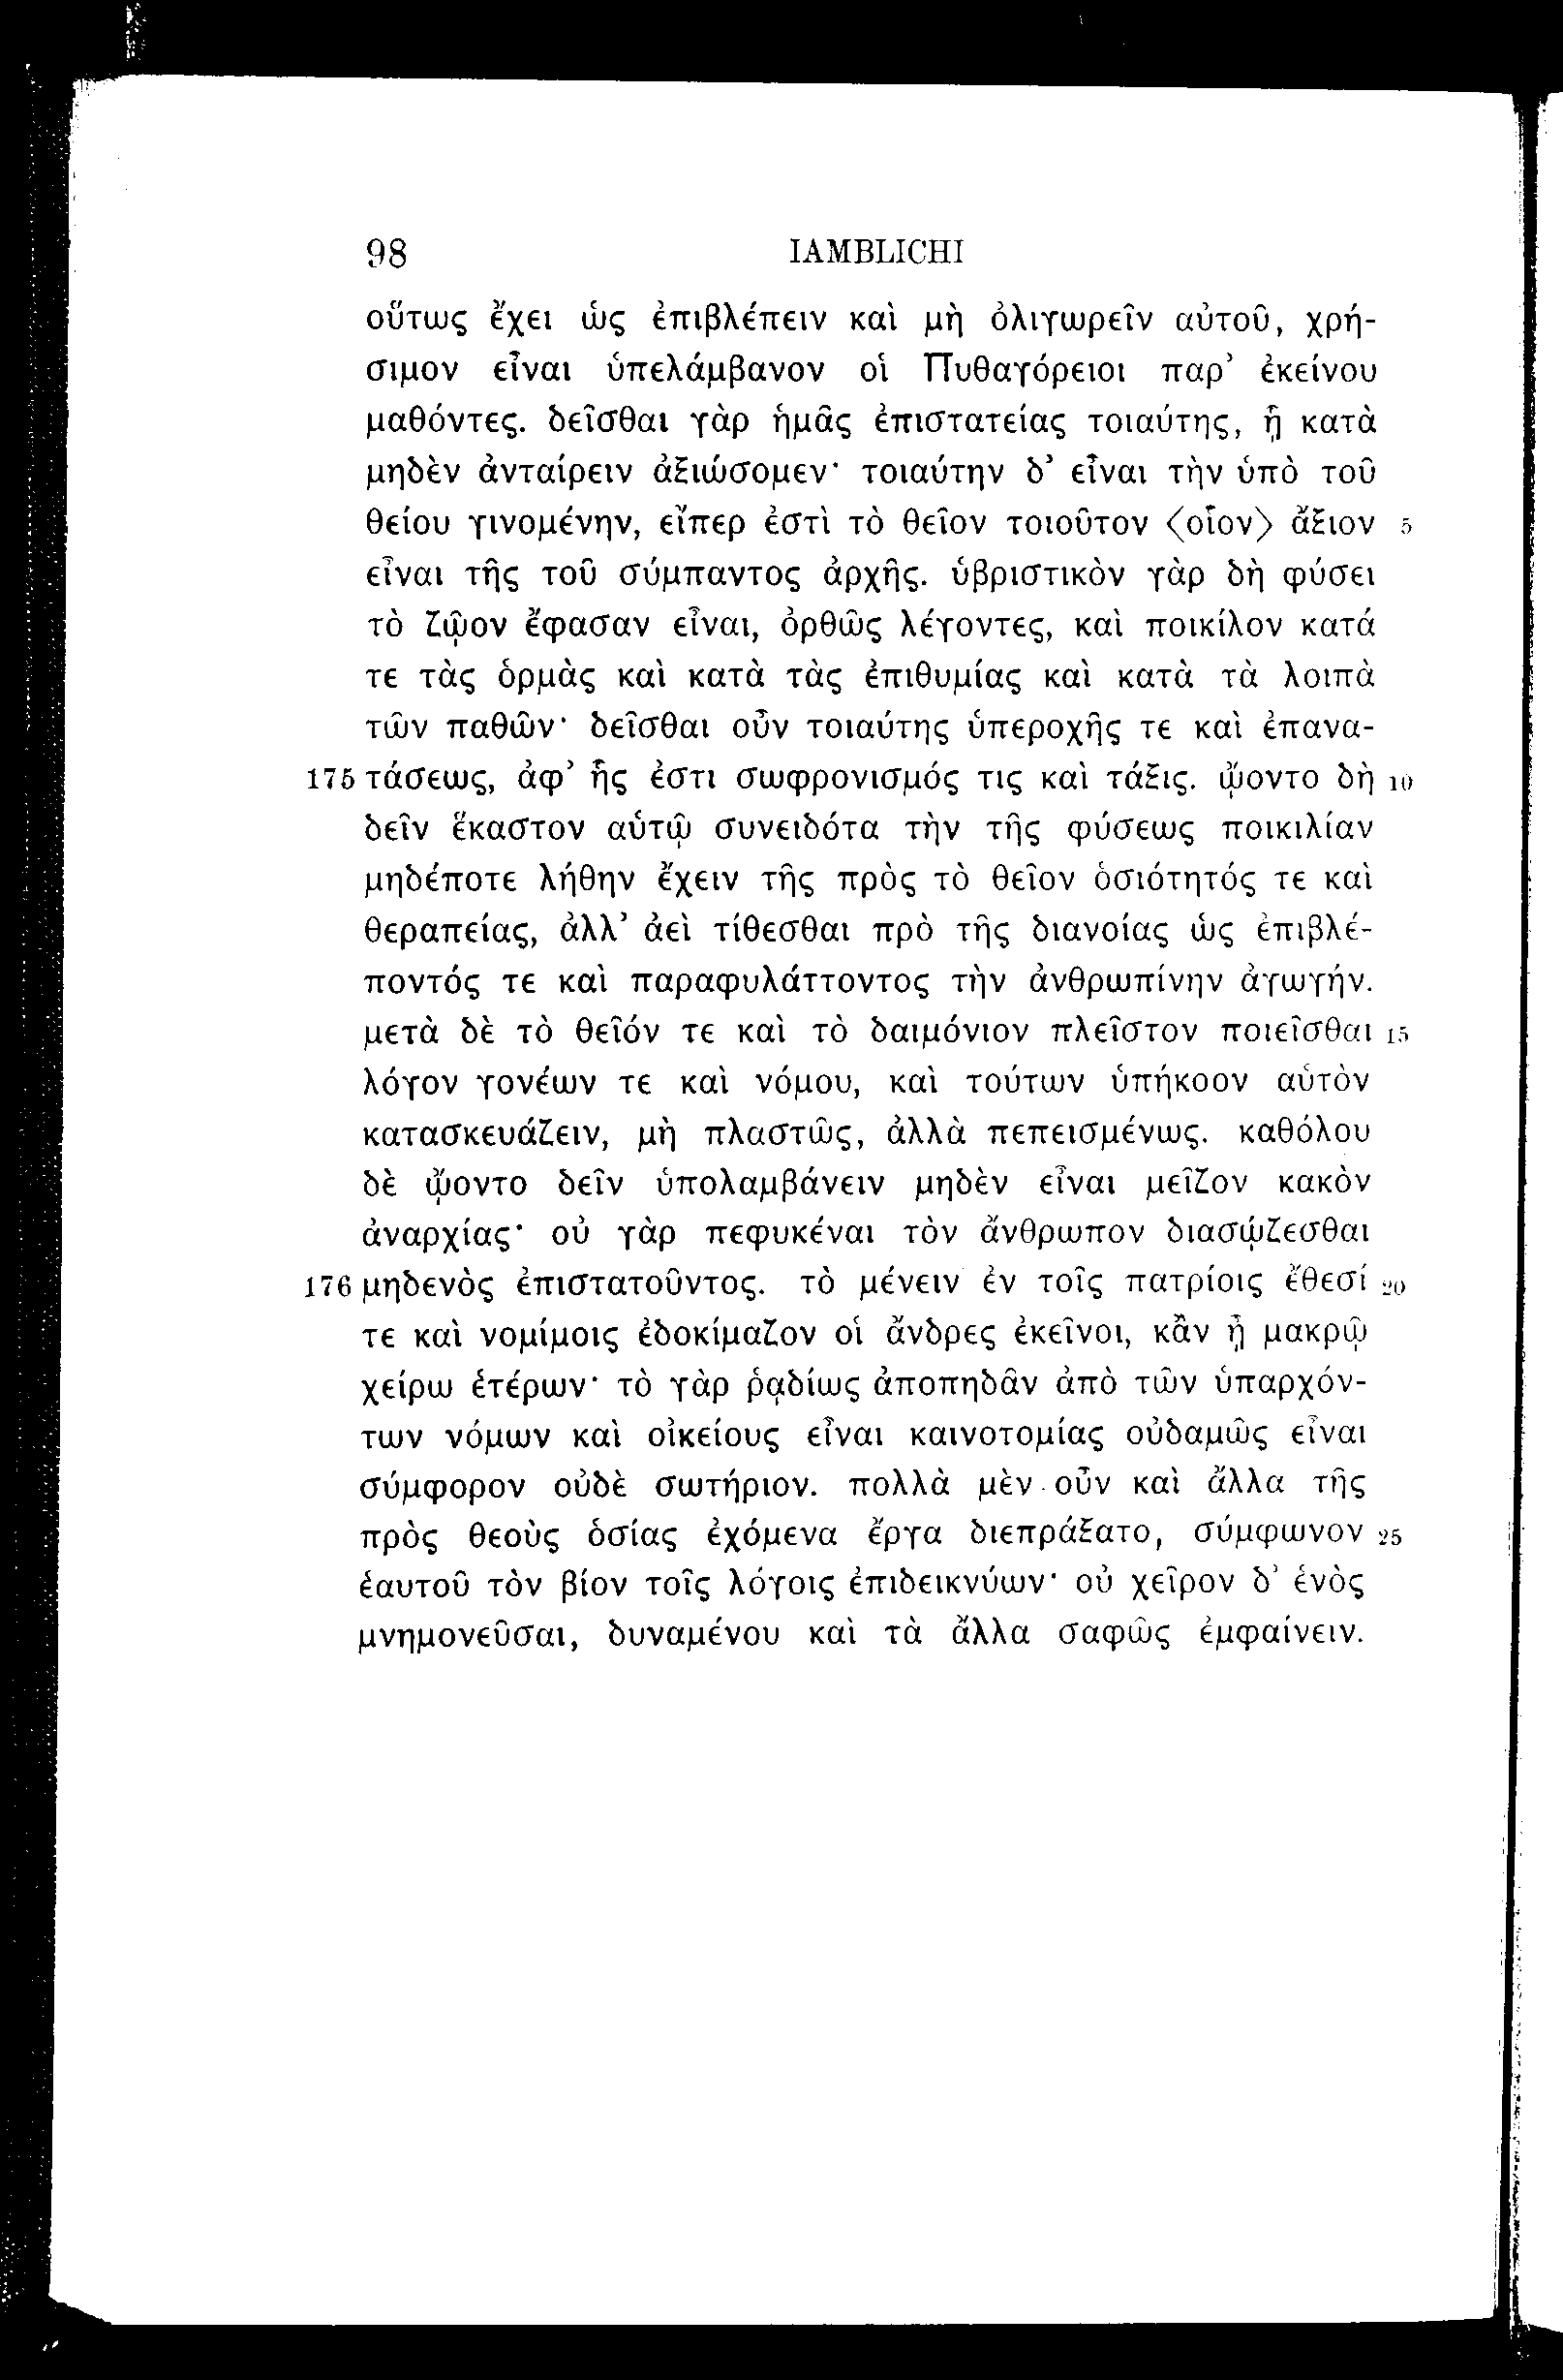 98 IAMBLICHI
οὕτως ἔχει ὡς ἐπιβλέπειν καὶ μὴ ὀλιγωρεῖν αὐτοῦ, χρή-
σιμον εἶναι ὑπελάμβανον οἱ Πυθαγόρειοι παρ’ ἐκείνου
μαθόντες. δεῖσθαι γὰρ ἡμᾶς ἐπιστατείας τοιαύτης, ᾗ κατὰ
μηδὲν ἀνταίρειν ἀξιώσομεν· τοιαύτην δ’ εἶναι τὴν ὑπὸ τοῦ
θείου γινομένην, εἴπερ ἐστὶ τὸ θεῖον τοιοῦτον ⟨οἷον⟩ ἄξιον 5
εἶναι τῆς τοῦ σύμπαντος ἀρχῆς. ὑβριστικὸν γὰρ δὴ φύσει
τὸ ζῷον ἔφασαν εἶναι, ὀρθῶς λέγοντες, καὶ ποικίλον κατά
τε τὰς ὁρμὰς καὶ κατὰ τὰς ἐπιθυμίας καὶ κατὰ τὰ λοιπὰ
τῶν παθῶν· δεῖσθαι οὖν τοιαύτης ὑπεροχῆς τε καὶ ἐπανα-
175 τάσεως, ἀφ’ ἧς ἐστι σωφρονισμός τις καὶ τάξις. ᾤοντο δὴ 10
δεῖν ἕκαστον αὑτῷ συνειδότα τὴν τῆς φύσεως ποικιλίαν
μηδέποτε λήθην ἔχειν τῆς πρὸς τὸ θεῖον ὁσιότητός τε καὶ
θεραπείας, ἀλλ’ ἀεὶ τίθεσθαι πρὸ τῆς διανοίας ὡς ἐπιβλέ-
ποντός τε καὶ παραφυλάττοντος τὴν ἀνθρωπίνην ἀγωγήν.
μετὰ δὲ τὸ θεῖόν τε καὶ τὸ δαιμόνιον πλεῖστον ποιεῖσθαι 15
λόγον γονέων τε καὶ νόμου, καὶ τούτων ὑπήκοον αὑτὸν
κατασκευάζειν, μὴ πλαστῶς, ἀλλὰ πεπεισμένως. καθόλου
δὲ ᾤοντο δεῖν ὑπολαμβάνειν μηδὲν εἶναι μεῖζον κακὸν
ἀναρχίας· οὐ γὰρ πεφυκέναι τὸν ἄνθρωπον διασῴζεσθαι
176 μηδενὸς ἐπιστατοῦντος. τὸ μένειν ἐν τοῖς πατρίοις ἔθεσί 20
τε καὶ νομίμοις ἐδοκίμαζον οἱ ἄνδρες ἐκεῖνοι, κἂν ᾖ μακρῷ
χείρω ἑτέρων· τὸ γὰρ ῥᾳδίως ἀποπηδᾶν ἀπὸ τῶν ὑπαρχόν-
των νόμων καὶ οἰκείους εἶναι καινοτομίας οὐδαμῶς εἶναι
σύμφορον οὐδὲ σωτήριον. πολλὰ μὲν οὖν καὶ ἄλλα τῆς
πρὸς θεοὺς ὁσίας ἐχόμενα ἔργα διεπράξατο, σύμφωνον 25
ἑαυτοῦ τὸν βίον τοῖς λόγοις ἐπιδεικνύων· οὐ χεῖρον δ’ ἑνὸς
μνημονεῦσαι, δυναμένου καὶ τὰ ἄλλα σαφῶς ἐμφαίνειν.